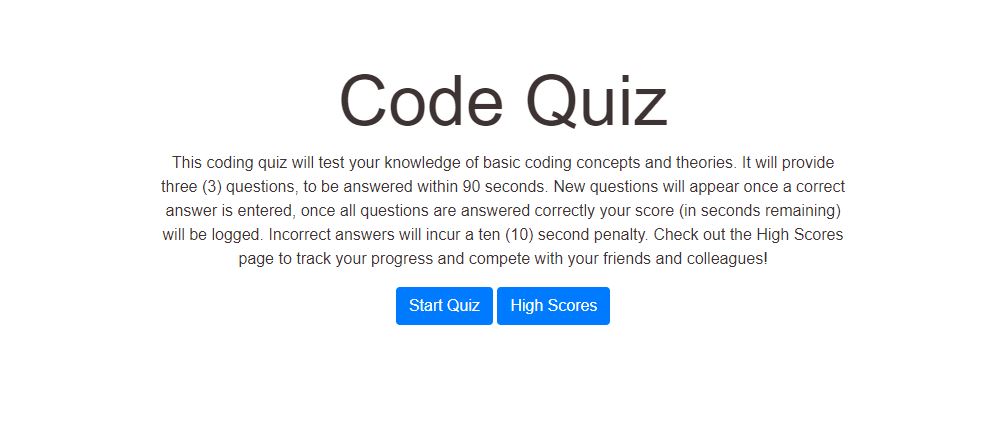 Code Quiz
This coding quiz will test your knowledge of basic coding concepts and theories. It will provide
three (3) questions, to be answered within 90 seconds. New questions will appear once a correct
answer is entered, once all questions are answered correctly your score (in seconds remaining)
will be logged. Incorrect answers will incur a ten (10) second penalty. Check out the High Scores
page to track your progress and compete with your friends and colleagues!
Start Quiz High Scores